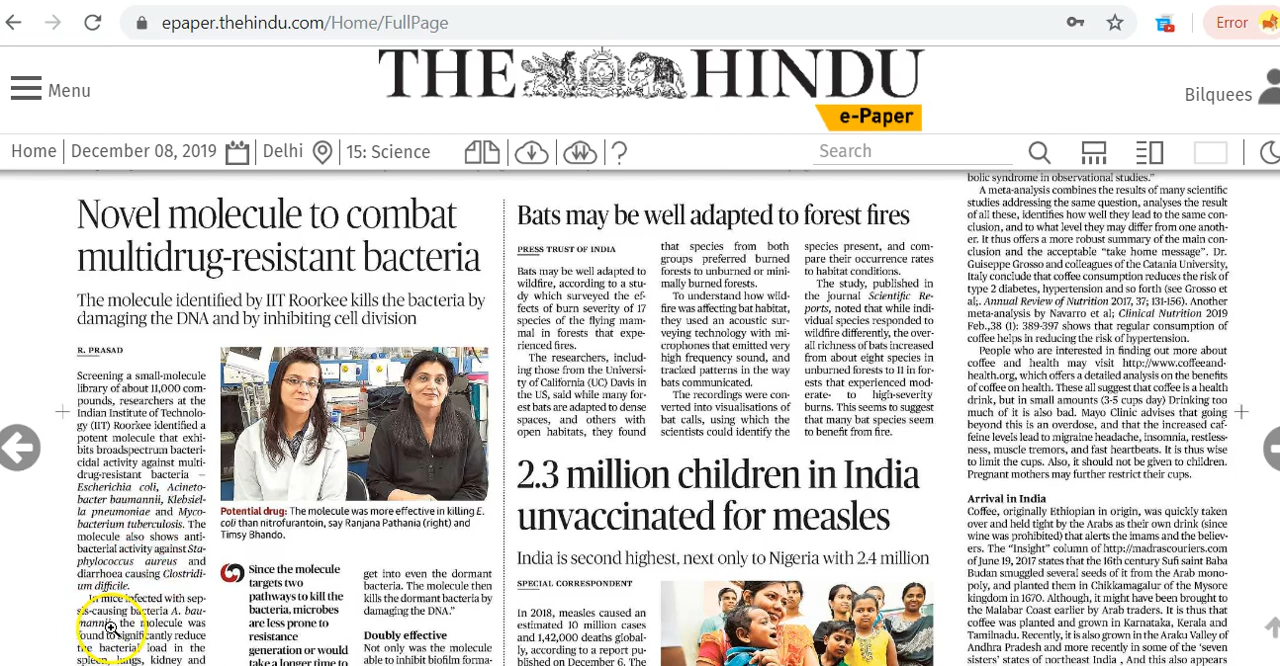 epaper.thehindu.com/Home/FullPage
Error
Menu
THE HINDU
e-Paper
Bilquees
Home
December 08, 2019
Delhi
15: Science
Search
Novel molecule to combat
multidrug-resistant bacteria
The molecule identified by IIT Roorkee kills the bacteria by
damaging the DNA and by inhibiting cell division
R. PRASAD
Screening a small-molecule
library of about 11,000 com-
pounds, researchers at the
Indian Institute of Technolo-
gy (IIT) Roorkee identified a
potent molecule that exhi-
bits broadspectrum bacteri-
cidal activity against multi-
drug-resistant bacteria —
Escherichia coli, Acineto-
bacter baumannii, Klebsiel-
la pneumoniae and Myco-
bacterium tuberculosis. The
molecule also shows anti-
bacterial activity against Sta-
phylococcus aureus and
diarrhoea causing Clostridi-
um difficile.
In mice infected with sep-
sis-causing bacteria A. bau-
mannii, the molecule was
found significantly reduce
the bacterial load in the
spleen, lungs, kidney and
Potential drug: The molecule was more effective in killing E.
coli than nitrofurantoin, say Ranjana Pathania (right) and
Timsy Bhando.
Since the molecule
targets two
pathways to kill the
bacteria, microbes
are less prone to
resistance
generation or would
take a longer time to
get into even the dormant
bacteria. The molecule then
kills the dormant bacteria by
damaging the DNA.”
Doubly effective
Not only was the molecule
able to inhibit biofilm forma-
Bats may be well adapted to forest fires
PRESS TRUST OF INDIA
Bats may be well adapted to
wildfire, according to a stu-
dy which surveyed the ef-
fects of burn severity of 17
species of the flying mam-
mal in forests that expe-
rienced fires.
The researchers, includ-
ing those from the Univer-
sity of California (UC) Davis in
the US, said while many for-
est bats are adapted to dense
spaces, and others with
open habitats, they found
that species from both
groups preferred burned
forests to unburned or mini-
mally burned forests.
To understand how wild-
fire was affecting bat habitat,
they used an acoustic sur-
veying technology with mi-
crophones that emitted very
high frequency sound, and
tracked patterns in the way
bats communicated.
The recordings were con-
verted into visualisations of
bat calls, using which the
scientists could identify the
species present, and com-
pare their occurrence rates
to habitat conditions.
The study, published in
the journal Scientific Re-
ports, noted that while indi-
vidual species responded to
wildfire differently, the over-
all richness of bats increased
from about eight species in
unburned forests to 11 in for-
ests that experienced mod-
erate- to high-severity
burns. This seems to suggest
that many bat species seem
to benefit from fire.
2.3 million children in India
unvaccinated for measles
India is second highest, next only to Nigeria with 2.4 million
SPECIAL CORRESPONDENT
In 2018, measles caused an
estimated 10 million cases
and 1,42,000 deaths global-
ly, according to a report pu-
blished on December 6. The
bolic syndrome in observational studies.”
A meta-analysis combines the results of many scientific
studies addressing the same question, analyses the result
of all these, identifies how well they lead to the same con-
clusion, and to what level they may differ from one anoth-
er. It thus offers a more robust summary of the main con-
clusion and the acceptable “take home message”. Dr.
Guiseppe Grosso and colleagues of the Catania University,
Italy conclude that coffee consumption reduces the risk of
type 2 diabetes, hypertension and so forth (see Grosso et
al;. Annual Review of Nutrition 2017, 37; 131-156). Another
meta-analysis by Navarro et al; Clinical Nutrition 2019
Feb.,38 (I): 389-397 shows that regular consumption of
coffee helps in reducing the risk of hypertension.
People who are interested in finding out more about
coffee and health may visit http://www.coffeeand-
health.org, which offers a detailed analysis on the benefits
of coffee on health. These all suggest that coffee is a health
drink, but in small amounts (3-5 cups day) Drinking too
much of it is also bad. Mayo Clinic advises that going
beyond this is an overdose, and that the increased caf-
feine levels lead to migraine headache, insomnia, restless-
ness, muscle tremors, and fast heartbeats. It is thus wise
to limit the cups. Also, it should not be given to children.
Pregnant mothers may further restrict their cups.
Arrival in India
Coffee, originally Ethiopian in origin, was quickly taken
over and held tight by the Arabs as their own drink (since
wine was prohibited) that alerts the imams and the believ-
ers. The “Insight” column of http://madrascouriers.com
of June 19, 2017 states that the 16th century Sufi saint Baba
Budan smuggled several seeds of it from the Arab mono-
poly, and planted them in Chikkamagalur of the Mysore
kingdom in 1670. Although, it might have been brought to
the Malabar Coast earlier by Arab traders. It is thus that
coffee was planted and grown in Karnataka, Kerala and
Tamilnadu. Recently, it is also grown in the Araku Valley of
Andhra Pradesh and more recently in some of the ‘seven
sisters’ states of northeast India , And this also appears